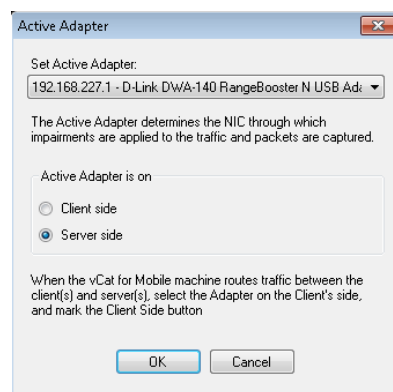 Active Adapter
Set Active Adapter:
192.168.227.1 - D-Link DWA-140 RangeBooster N USB Ada
The Active Adapter determines the NIC through which
impairments are applied to the traffic and packets are captured.
Active Adapter is on
Client side
Server side
When the vCat for Mobile machine routes traffic between the
client(s) and server(s), select the Adapter on the Client's side,
and mark the Client Side button
OK
Cancel